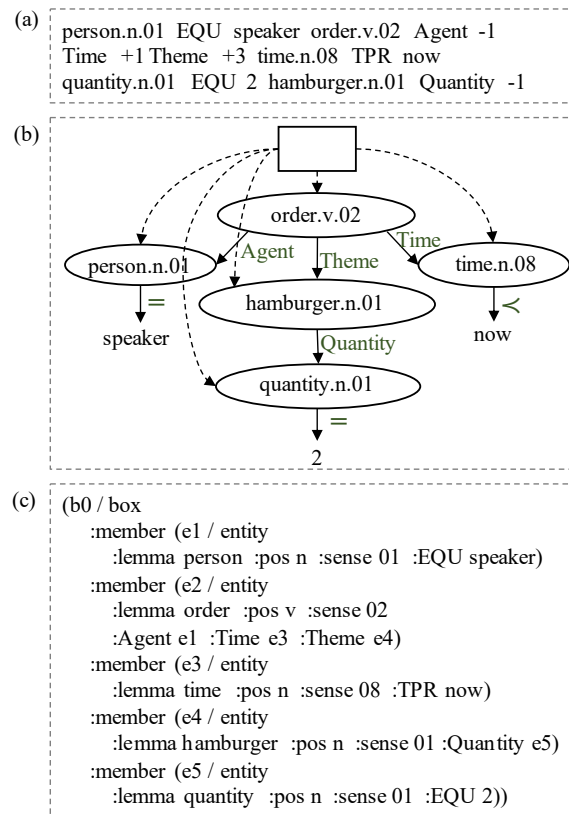 (a)
person.n.01 EQU speaker order.v.02 Agent -1
Time +1 Theme +3 time.n.08 TPR now
quantity.n.01 EQU 2 hamburger.n.01 Quantity -1
(b)
order.v.02
Agent
Theme
Time
person.n.01
time.n.08
=
hamburger.n.01
≺
speaker
now
Quantity
quantity.n.01
=
2
(c)
(b0 / box
:member (e1 / entity
:lemma person :pos n :sense 01 :EQU speaker)
:member (e2 / entity
:lemma order :pos v :sense 02
:Agent e1 :Time e3 :Theme e4)
:member (e3 / entity
:lemma time :pos n :sense 08 :TPR now)
:member (e4 / entity
:lemma hamburger :pos n :sense 01 :Quantity e5)
:member (e5 / entity
:lemma quantity :pos n :sense 01 :EQU 2))